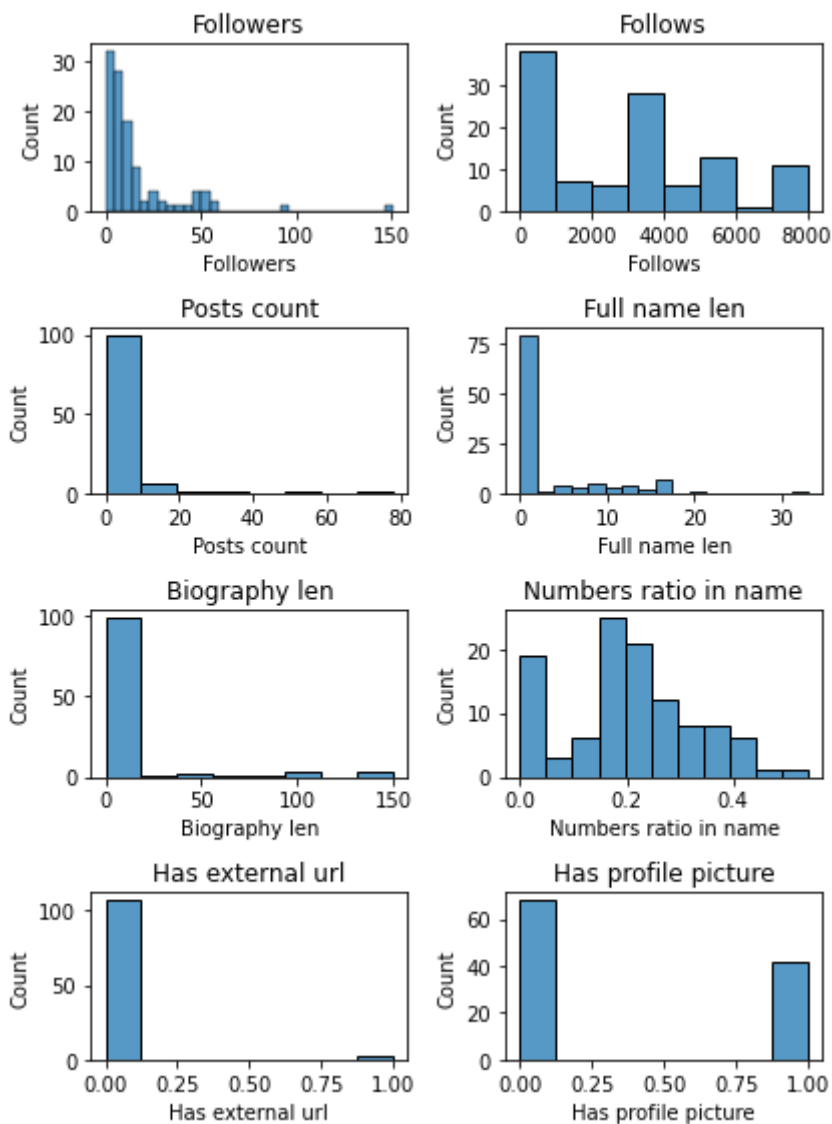 Followers
30
20
10
0
Count
0 50 100 150
Followers
Follows
30
20
10
0
Count
0 2000 4000 6000 8000
Follows
Posts count
100
50
0
Count
0 20 40 60 80
Posts count
Full name len
75
50
25
0
Count
0 10 20 30
Full name len
Biography len
100
50
0
Count
0 50 100 150
Biography len
Numbers ratio in name
20
10
0
Count
0.0 0.2 0.4
Numbers ratio in name
Has external url
100
50
0
Count
0.00 0.25 0.50 0.75 1.00
Has external url
Has profile picture
60
40
20
0
Count
0.00 0.25 0.50 0.75 1.00
Has profile picture